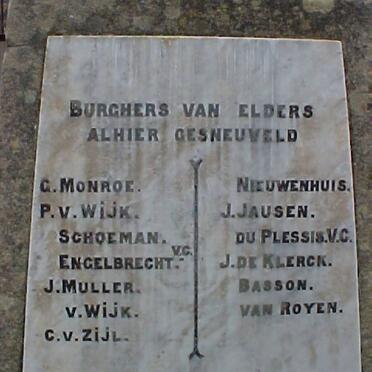 BURGHERS VAN ELDERS
ALHIER GESNEUVELD
G. MONROE.
P. v. WIJK.
SCHOEMAN.
ENGELBRECHT. V.C.
J. MULLER.
v. WIJK.
C. v. ZIJL.
NIEUWENHUIS.
J. JAUSEN.
DU PLESSIS. V.C.
J. DE KLERCK.
BASSON.
VAN ROYEN.